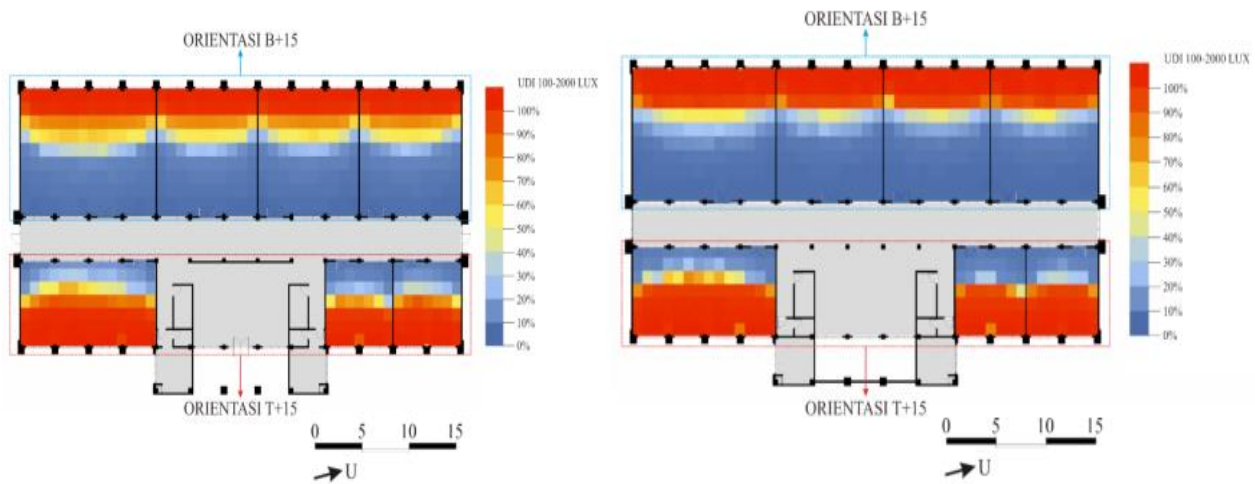 ORIENTASI B+15
UDI 100-2000 LUX
100%
90%
80%
70%
60%
50%
40%
30%
20%
10%
0%
ORIENTASI T+15
0 5 10 15
U
ORIENTASI B+15
UDI 100-2000 LUX
100%
90%
80%
70%
60%
50%
40%
30%
20%
10%
0%
ORIENTASI T+15
0 5 10 15
U